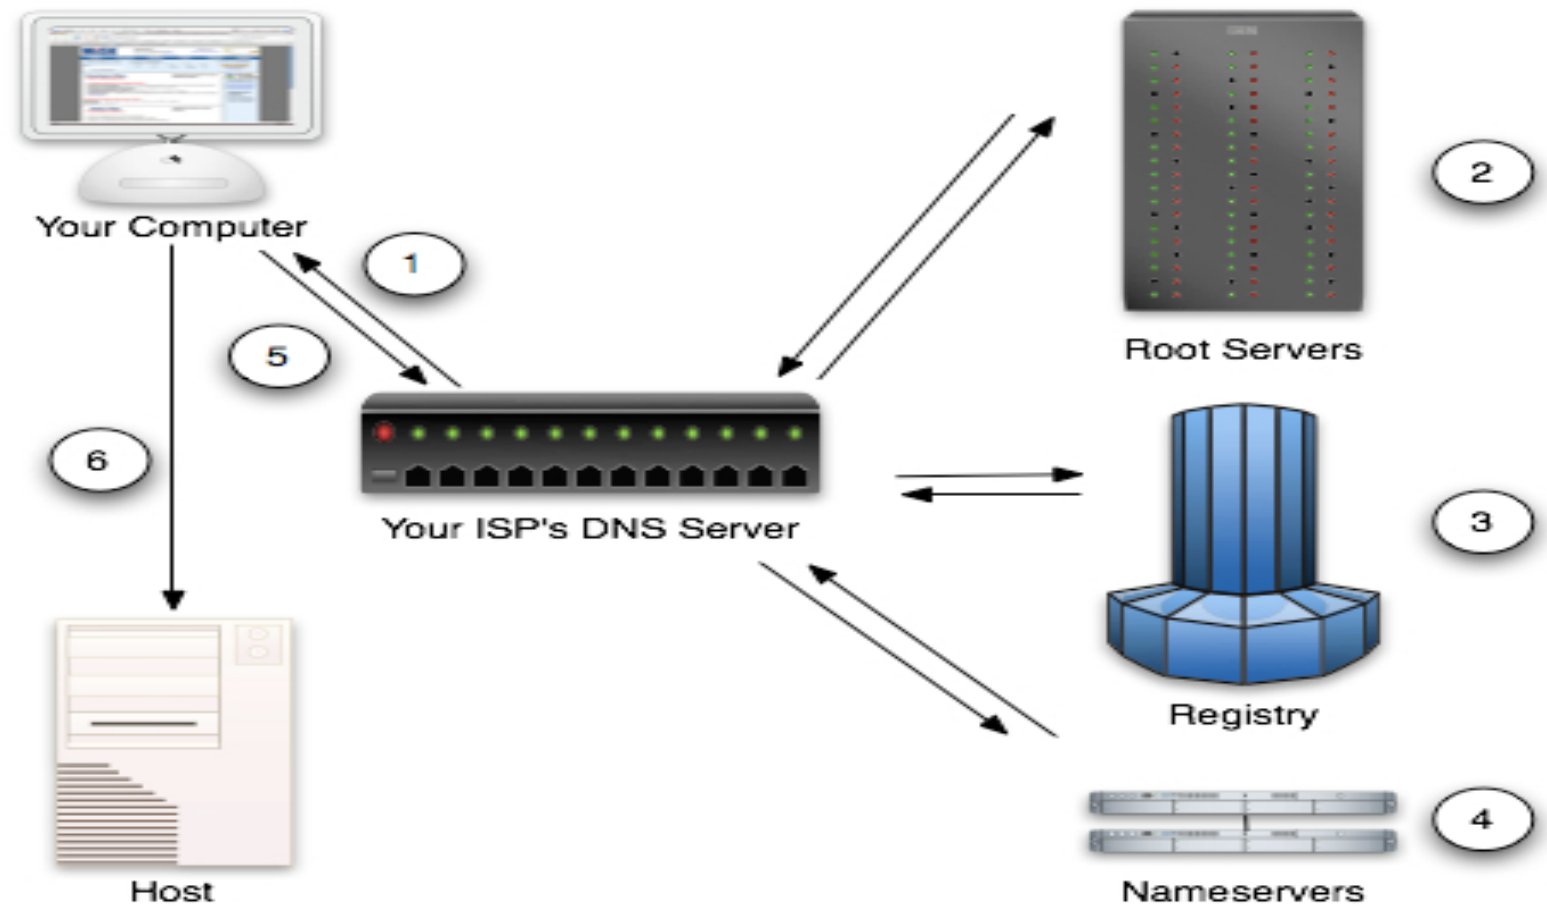 Your Computer
1
2
Root Servers
5
6
Your ISP's DNS Server
3
Registry
4
Host
Nameservers